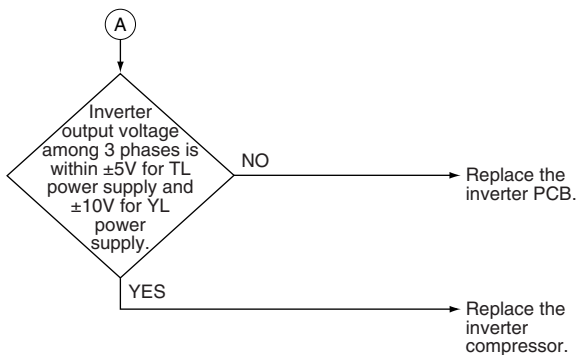 A
Inverter
output voltage
among 3 phases is
within ±5V for TL
power supply and
±10V for YL
power
supply.
NO
Replace the
inverter PCB.
YES
Replace the
inverter
compressor.